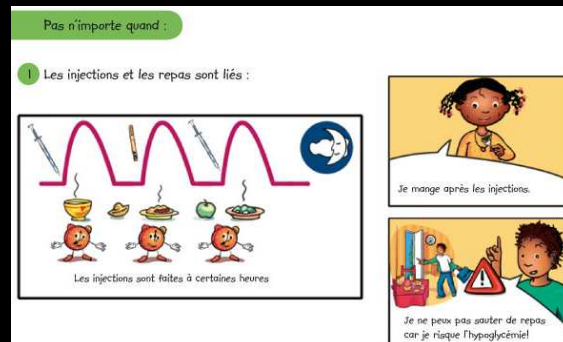 Pas n'importe quand :
1 Les injections et les repas sont liés :
Les injections sont faites à certaines heures
Je mange après les injections.
Je ne peux pas sauter de repas
car je risque l'hypoglycémie!